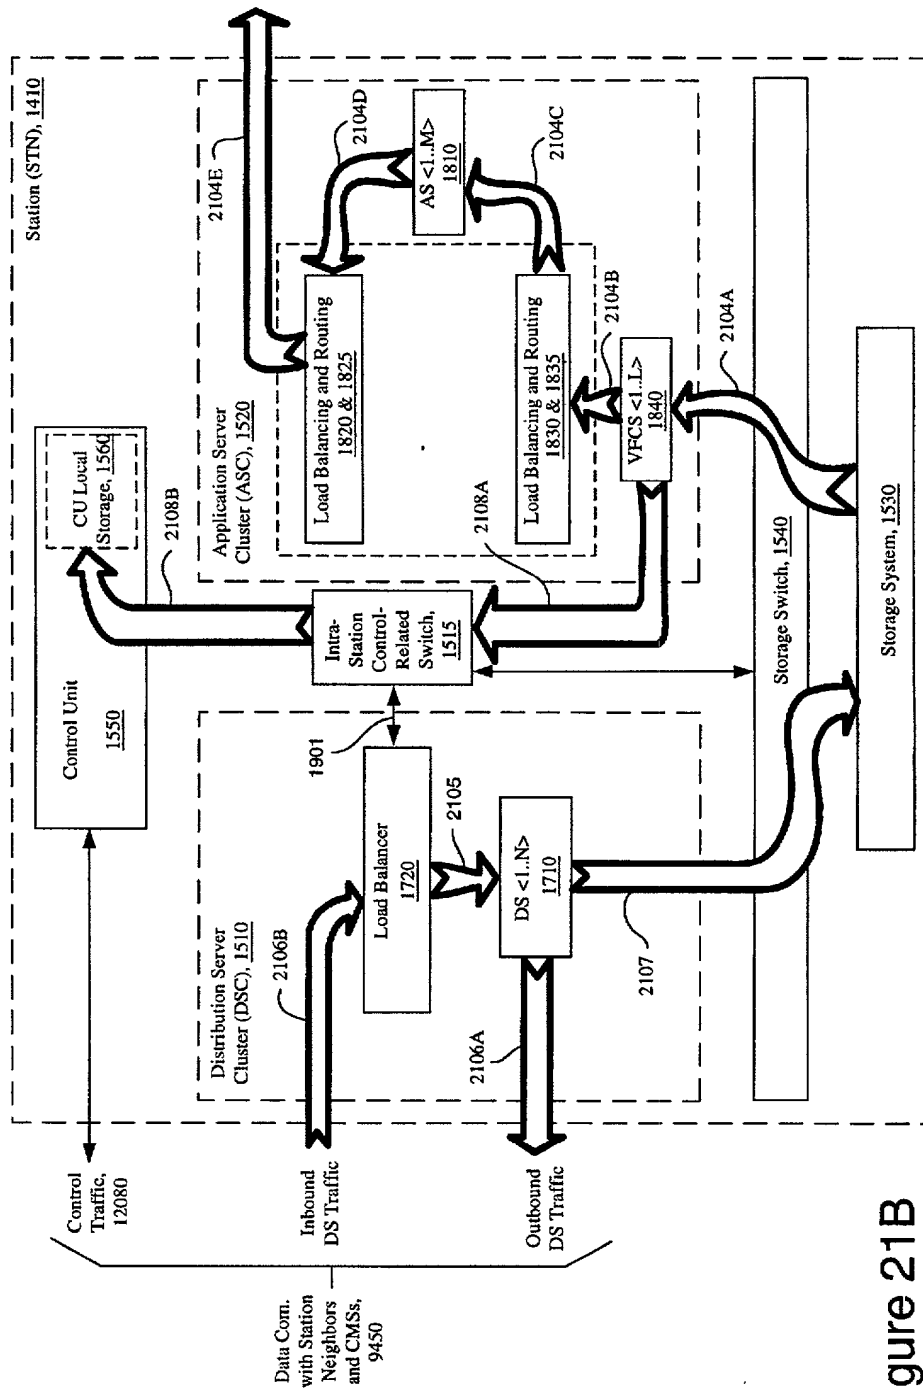 Station (STN), 1410
2104E
Control Traffic,
12080
Control Unit
1550
CU Local
Storage, 1560
2108B
Data Com.
with Station
Neighbors
and CMSs,
9450
Inbound
DS Traffic
Outbound
DS Traffic
Distribution Server
Cluster (DSC), 1510
2106B
Load Balancer
1720
2105
1901
2106A
DS <1..N>
1710
2107
Intra-
Station
Control-
Related
Switch,
1515
2108A
Application Server
Cluster (ASC), 1520
Load Balancing and Routing
1820 & 1825
2104D
AS <1..M>
1810
2104C
Load Balancing and Routing
1830 & 1835
2104B
VFCS <1..L>
1840
2104A
Storage Switch, 1540
Storage System, 1530
gure 21B